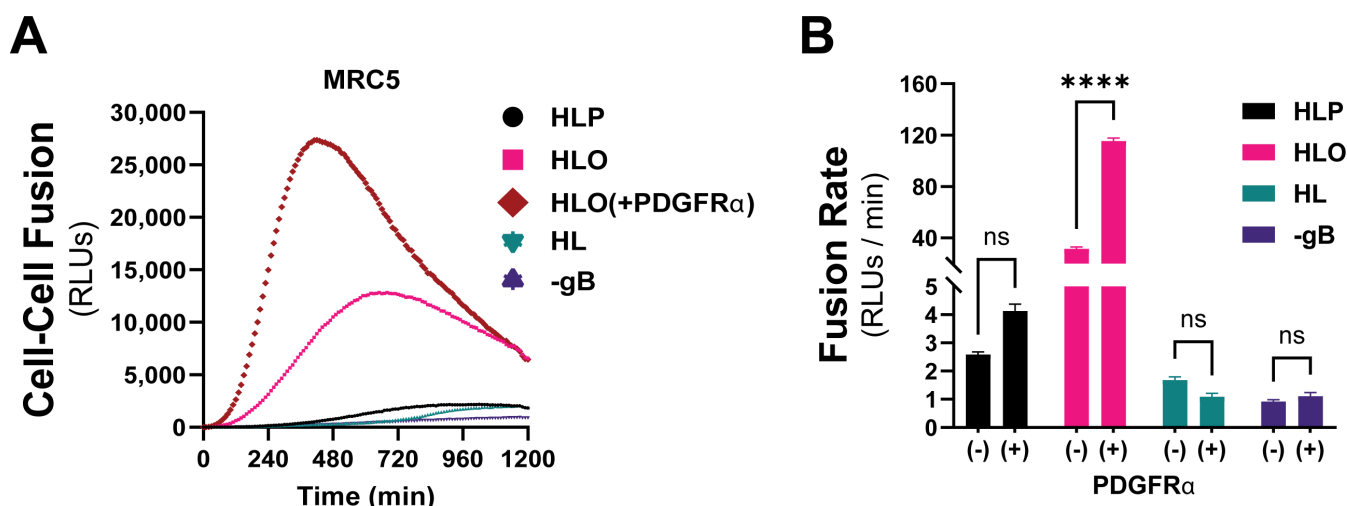 A
MRC5
Cell-Cell Fusion
(RLUs)
30,000
25,000
20,000
15,000
10,000
5,000
0
0 240 480 720 960 1200
Time (min)
HLP
HLO
HLO(+PDGFRα)
HL
-gB
B
Fusion Rate
(RLUs / min)
160
120
80
40
5
4
3
2
1
0
ns
****
ns
ns
(-) (+) (-) (+) (-) (+) (-) (+)
PDGFRα
HLP
HLO
HL
-gB